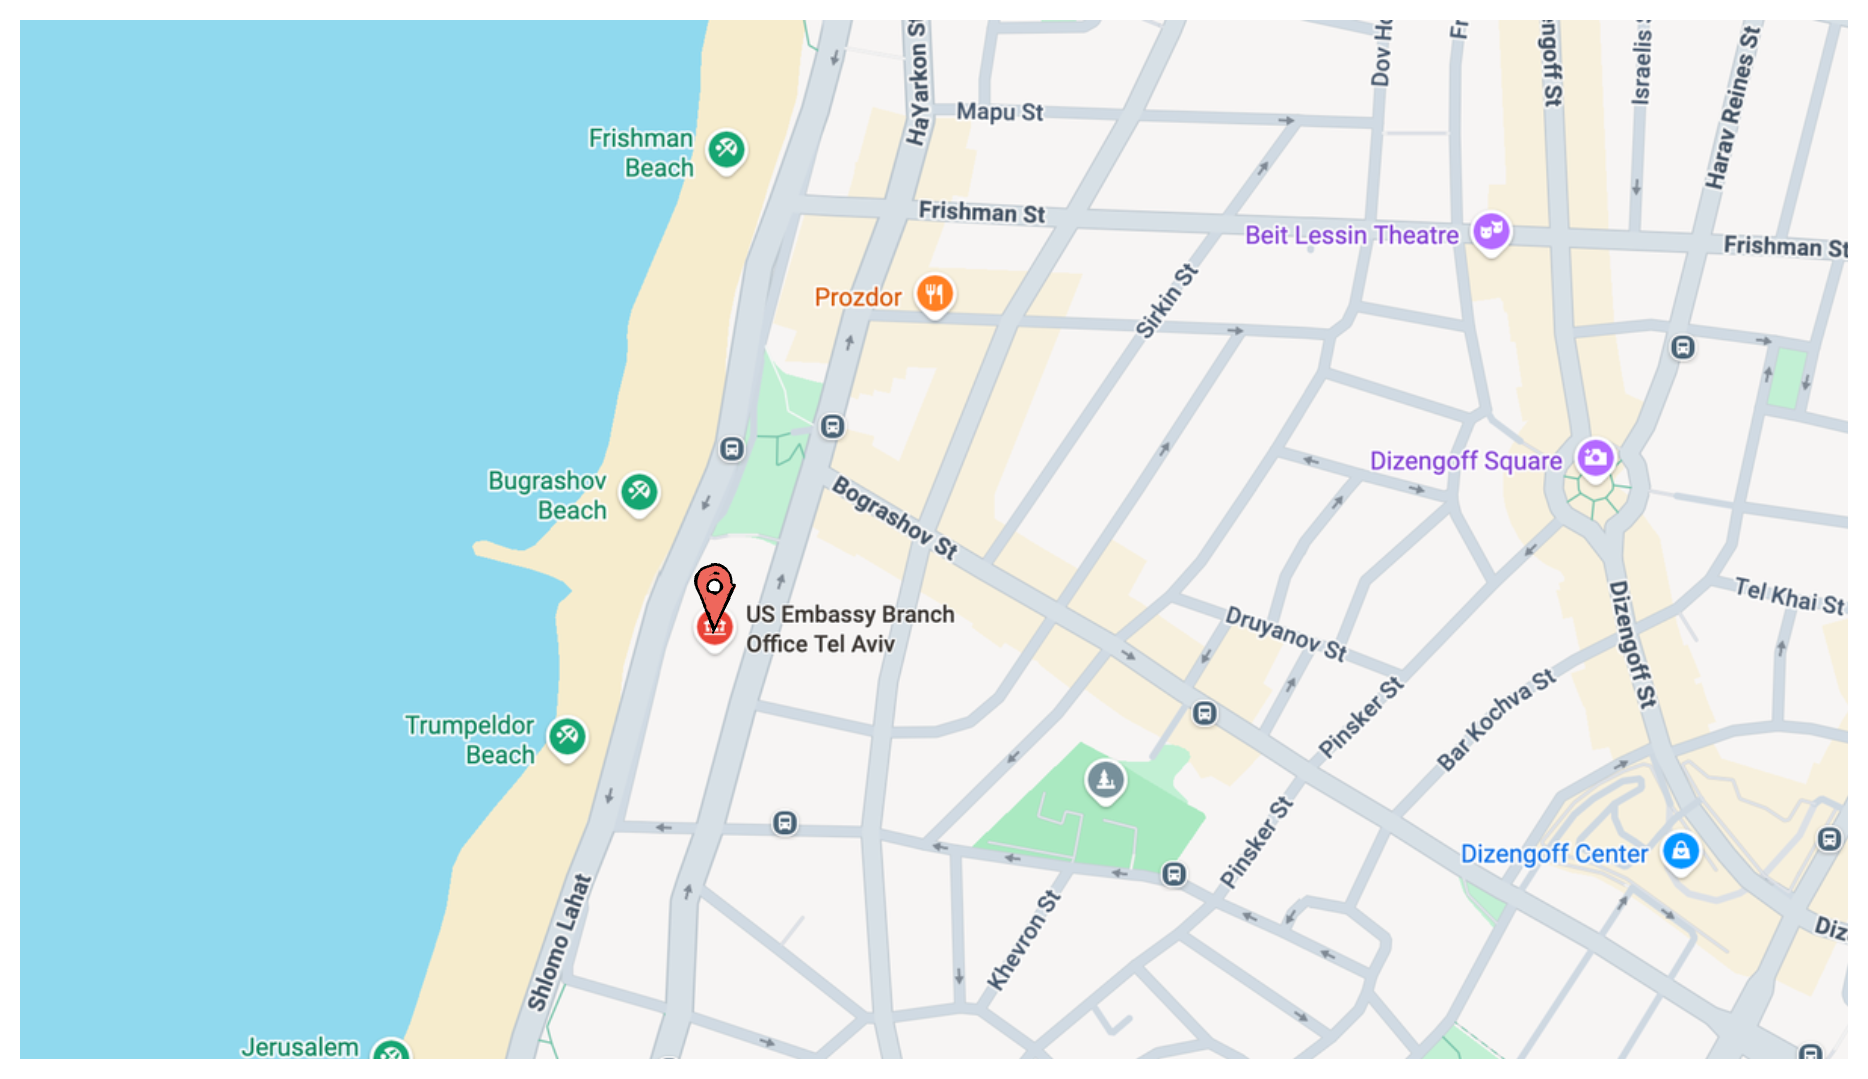 HaYarkon S
Dov Ho
Fr
ngoff St
Israelis
Harav Reines St
Mapu St
Frishman
Beach
Frishman St
Beit Lessin Theatre
Frishman St
Prozdor
Sirkin St
Dizengoff Square
Bugrashov
Beach
Bograshov St
US Embassy Branch
Office Tel Aviv
Druyanov St
Tel Khai St
Dizengoff St
Pinsker St
Bar Kochva St
Trumpeldor
Beach
Pinsker St
Dizengoff Center
Shlomo Lahat
Khevron St
Diz
Jerusalem